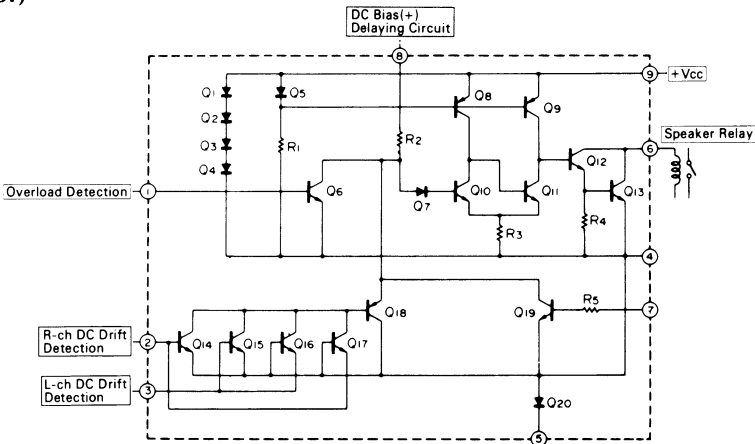 DC Bias(+)
Delaying Circuit
8
9
+Vcc
Q1
Q5
Q8
Q9
Q2
Q3
R1
R2
Q4
Q12
6
Speaker Relay
Overload Detection
1
Q6
Q7
Q10
Q11
Q13
R3
R4
4
R-ch DC Drift
Detection
2
Q14
Q15
Q16
Q17
Q18
Q19
R5
7
L-ch DC Drift
Detection
3
Q20
5